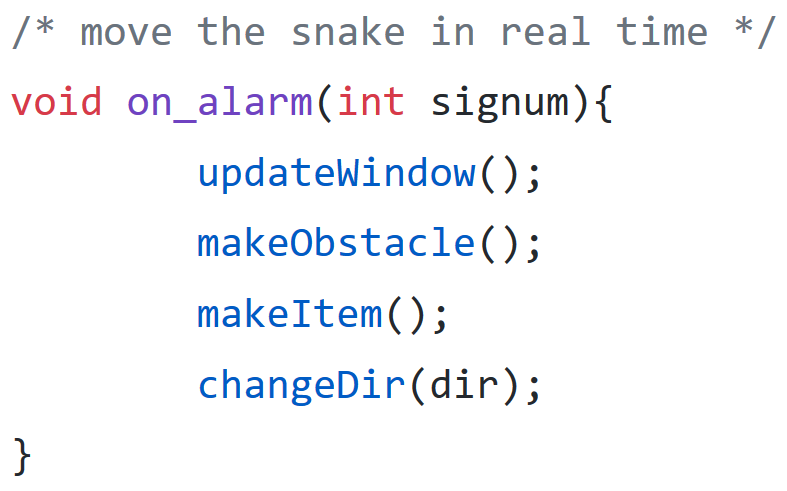 /* move the snake in real time */
void on_alarm(int signum){
        updateWindow();
        makeObstacle();
        makeItem();
        changeDir(dir);
}